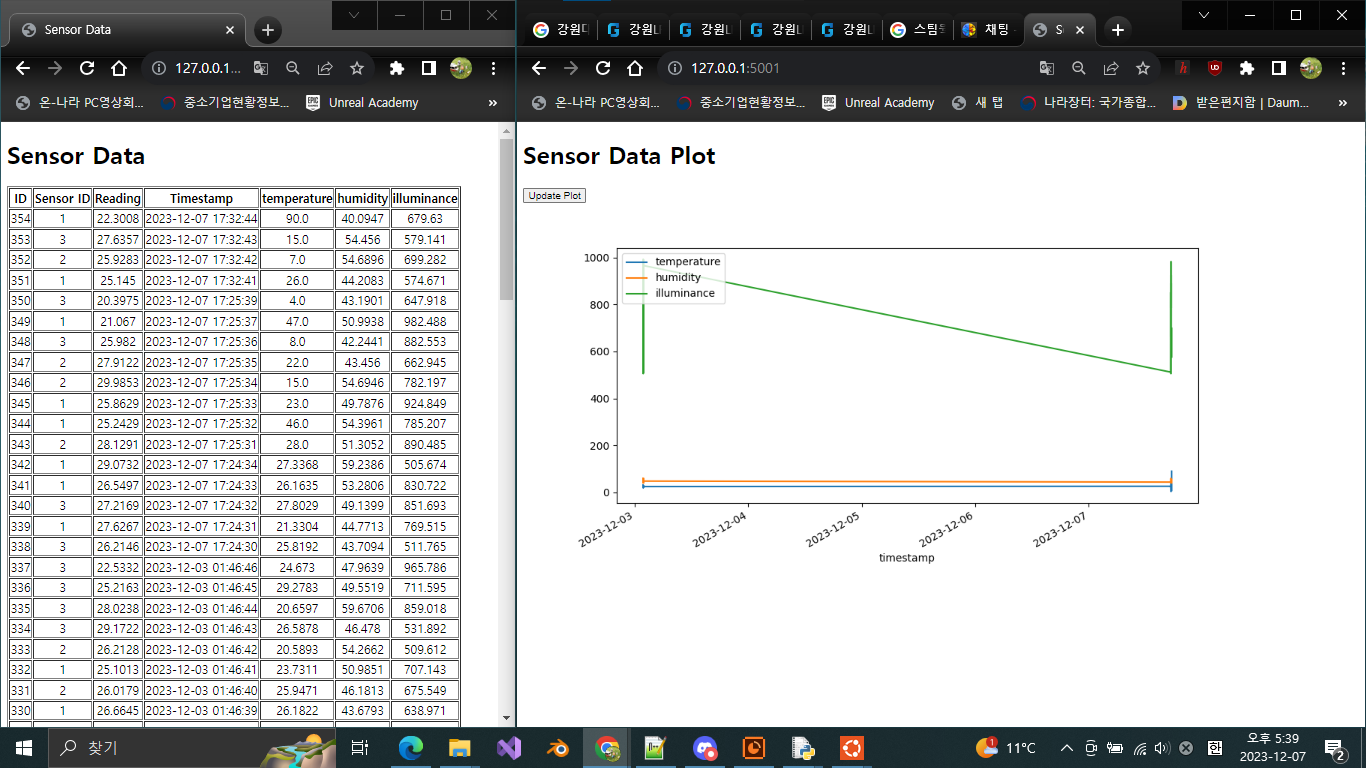 Sensor Data
127.0.0.1...
온-나라 PC영상회...
중소기업현황정보...
Unreal Academy
»
Sensor Data
ID Sensor ID Reading Timestamp temperature humidity illuminance
354 1 22.3008 2023-12-07 17:32:44 90.0 40.0947 679.63
353 3 27.6357 2023-12-07 17:32:43 15.0 54.456 579.141
352 2 25.9283 2023-12-07 17:32:42 7.0 54.6896 699.282
351 1 25.145 2023-12-07 17:32:41 26.0 44.2083 574.671
350 3 20.3975 2023-12-07 17:25:39 4.0 43.1901 647.918
349 1 21.067 2023-12-07 17:25:37 47.0 50.9938 982.488
348 3 25.982 2023-12-07 17:25:36 8.0 42.2441 882.553
347 2 27.9122 2023-12-07 17:25:35 22.0 43.456 662.945
346 2 29.9853 2023-12-07 17:25:34 15.0 54.6946 782.197
345 1 25.8629 2023-12-07 17:25:33 23.0 49.7876 924.849
344 1 25.2429 2023-12-07 17:25:32 46.0 54.3961 785.207
343 2 28.1291 2023-12-07 17:25:31 28.0 51.3052 890.485
342 1 29.0732 2023-12-07 17:24:34 27.3368 59.2386 505.674
341 1 26.5497 2023-12-07 17:24:33 26.1635 53.2806 830.722
340 3 27.2169 2023-12-07 17:24:32 27.8029 49.1399 851.693
339 1 27.6267 2023-12-07 17:24:31 21.3304 44.7713 769.515
338 3 26.2146 2023-12-07 17:24:30 25.8192 43.7094 511.765
337 3 22.5332 2023-12-03 01:46:46 24.673 47.9639 965.786
336 3 25.2163 2023-12-03 01:46:45 29.2783 49.5519 711.595
335 3 28.0238 2023-12-03 01:46:44 20.6597 59.6706 859.018
334 3 29.1722 2023-12-03 01:46:43 26.5878 46.478 531.892
333 2 26.2128 2023-12-03 01:46:42 20.5893 54.2662 509.612
332 1 25.1013 2023-12-03 01:46:41 23.7311 50.9851 707.143
331 2 26.0179 2023-12-03 01:46:40 25.9471 46.1813 675.549
330 1 26.6645 2023-12-03 01:46:39 26.1822 43.6793 638.971
강원 강원 강원 강원 강원 스팀 채팅
127.0.0.1:5001
온-나라 PC영상회...
중소기업현황정보...
Unreal Academy
새 탭
나라장터: 국가종합...
받은편지함 | Daum...
»
Sensor Data Plot
Update Plot
temperature
humidity
illuminance
1000
800
600
400
200
0
2023-12-03 2023-12-04 2023-12-05 2023-12-06 2023-12-07
timestamp
찾기
1
11°C
한
오후 5:39
2023-12-07
2